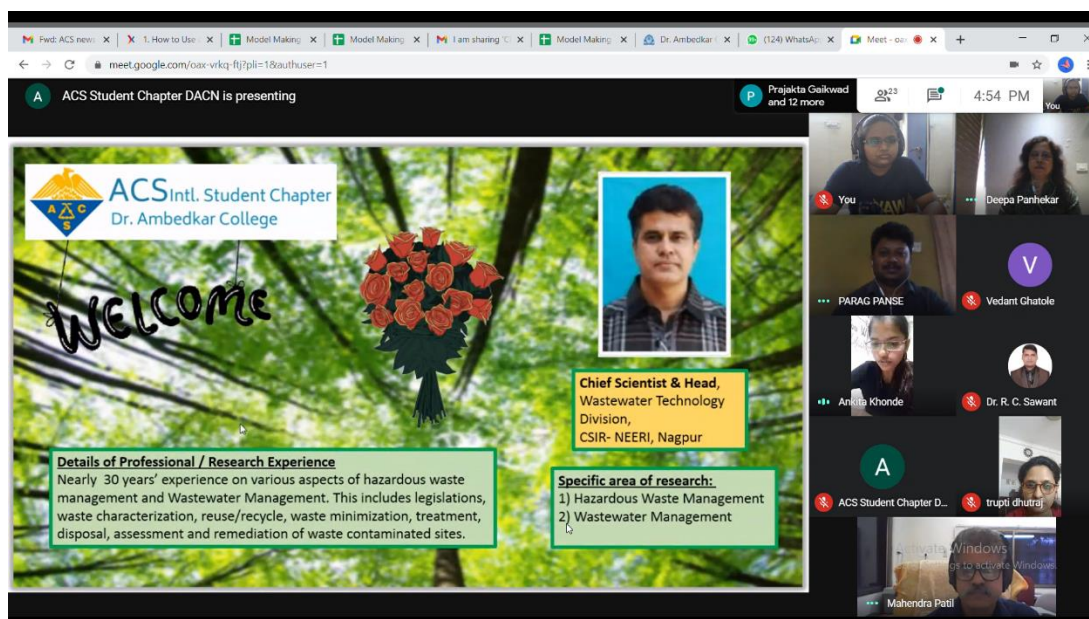 Fwd: ACS new
1. How to Use
Model Making
Model Making
I am sharing 'C
Model Making
Dr. Ambedkar
(124) WhatsAp
Meet - oax
meet.google.com/oax-vrkq-ftj?pli=1&authuser=1
A
ACS Student Chapter DACN is presenting
P
Prajakta Gaikwad
and 12 more
23
4:54 PM
You
ACS Intl. Student Chapter
Dr. Ambedkar College
A C S
WELCOME
Chief Scientist & Head,
Wastewater Technology
Division,
CSIR- NEERI, Nagpur
Details of Professional / Research Experience
Nearly 30 years' experience on various aspects of hazardous waste
management and Wastewater Management. This includes legislations,
waste characterization, reuse/recycle, waste minimization, treatment,
disposal, assessment and remediation of waste contaminated sites.
Specific area of research:
1) Hazardous Waste Management
2) Wastewater Management
You
Deepa Panhekar
PARAG PANSE
V
Vedant Ghatole
Ankita Khonde
Dr. R. C. Sawant
A
ACS Student Chapter D...
trupti dhutraj
Activate Windows
to activate Windows.
Mahendra Patil